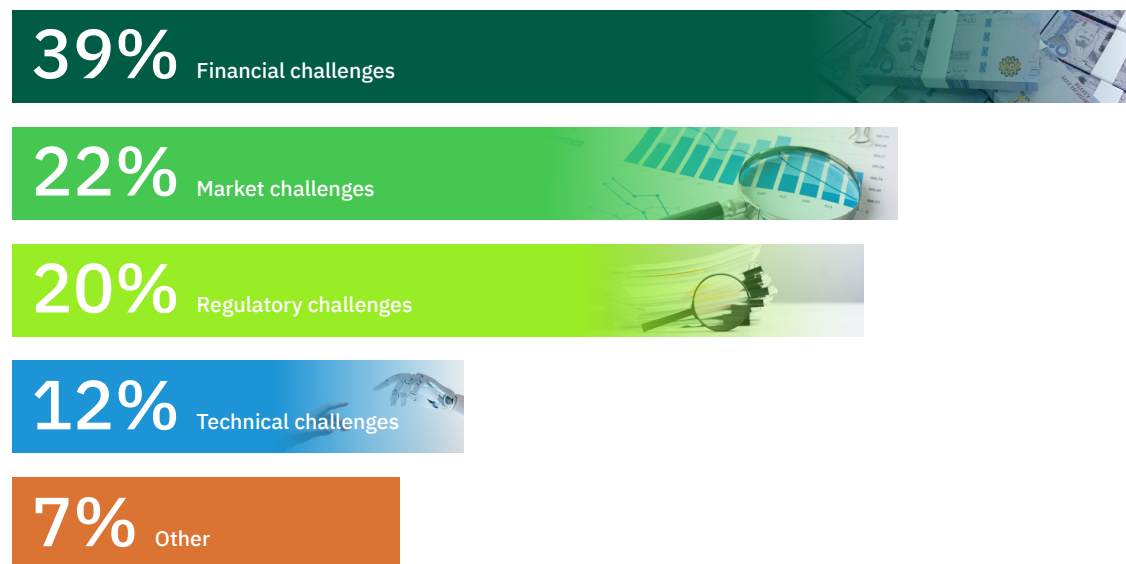 39% Financial challenges
22% Market challenges
20% Regulatory challenges
12% Technical challenges
7% Other